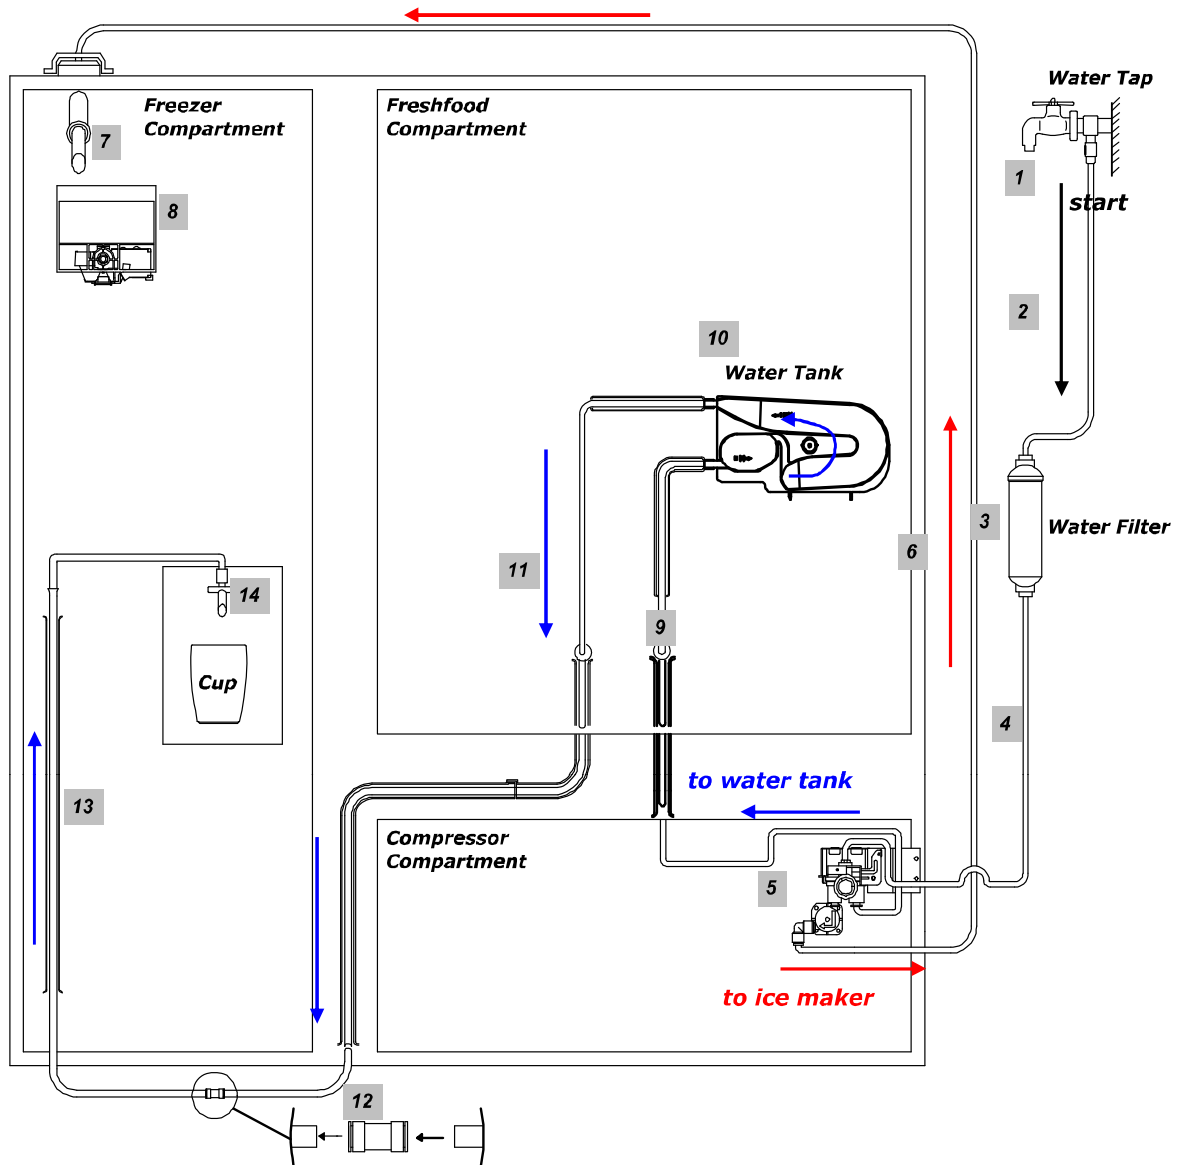 Water Tap
Freezer
Compartment
Freshfood
Compartment
7
1
start
8
2
10
Water Tank
3
Water Filter
6
11
14
9
Cup
4
to water tank
13
Compressor
Compartment
5
to ice maker
12